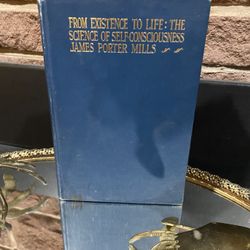 FROM EXISTENCE TO LIFE: THE
SCIENCE OF SELF-CONSCIOUSNESS
JAMES PORTER MILLS